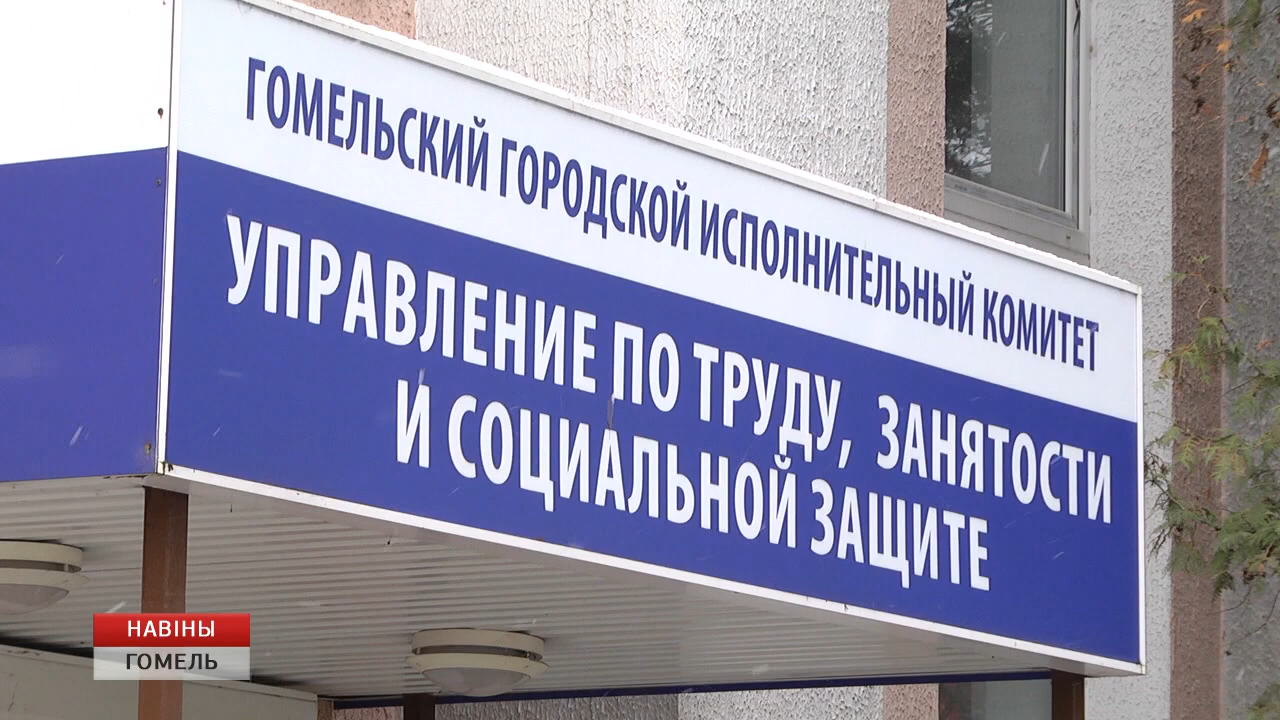 ГОМЕЛЬСКИЙ ГОРОДСКОЙ ИСПОЛНИТЕЛЬНЫЙ КОМИТЕТ
УПРАВЛЕНИЕ ПО ТРУДУ, ЗАНЯТОСТИ
И СОЦИАЛЬНОЙ ЗАЩИТЕ
НАВІНЫ
ГОМЕЛЬ